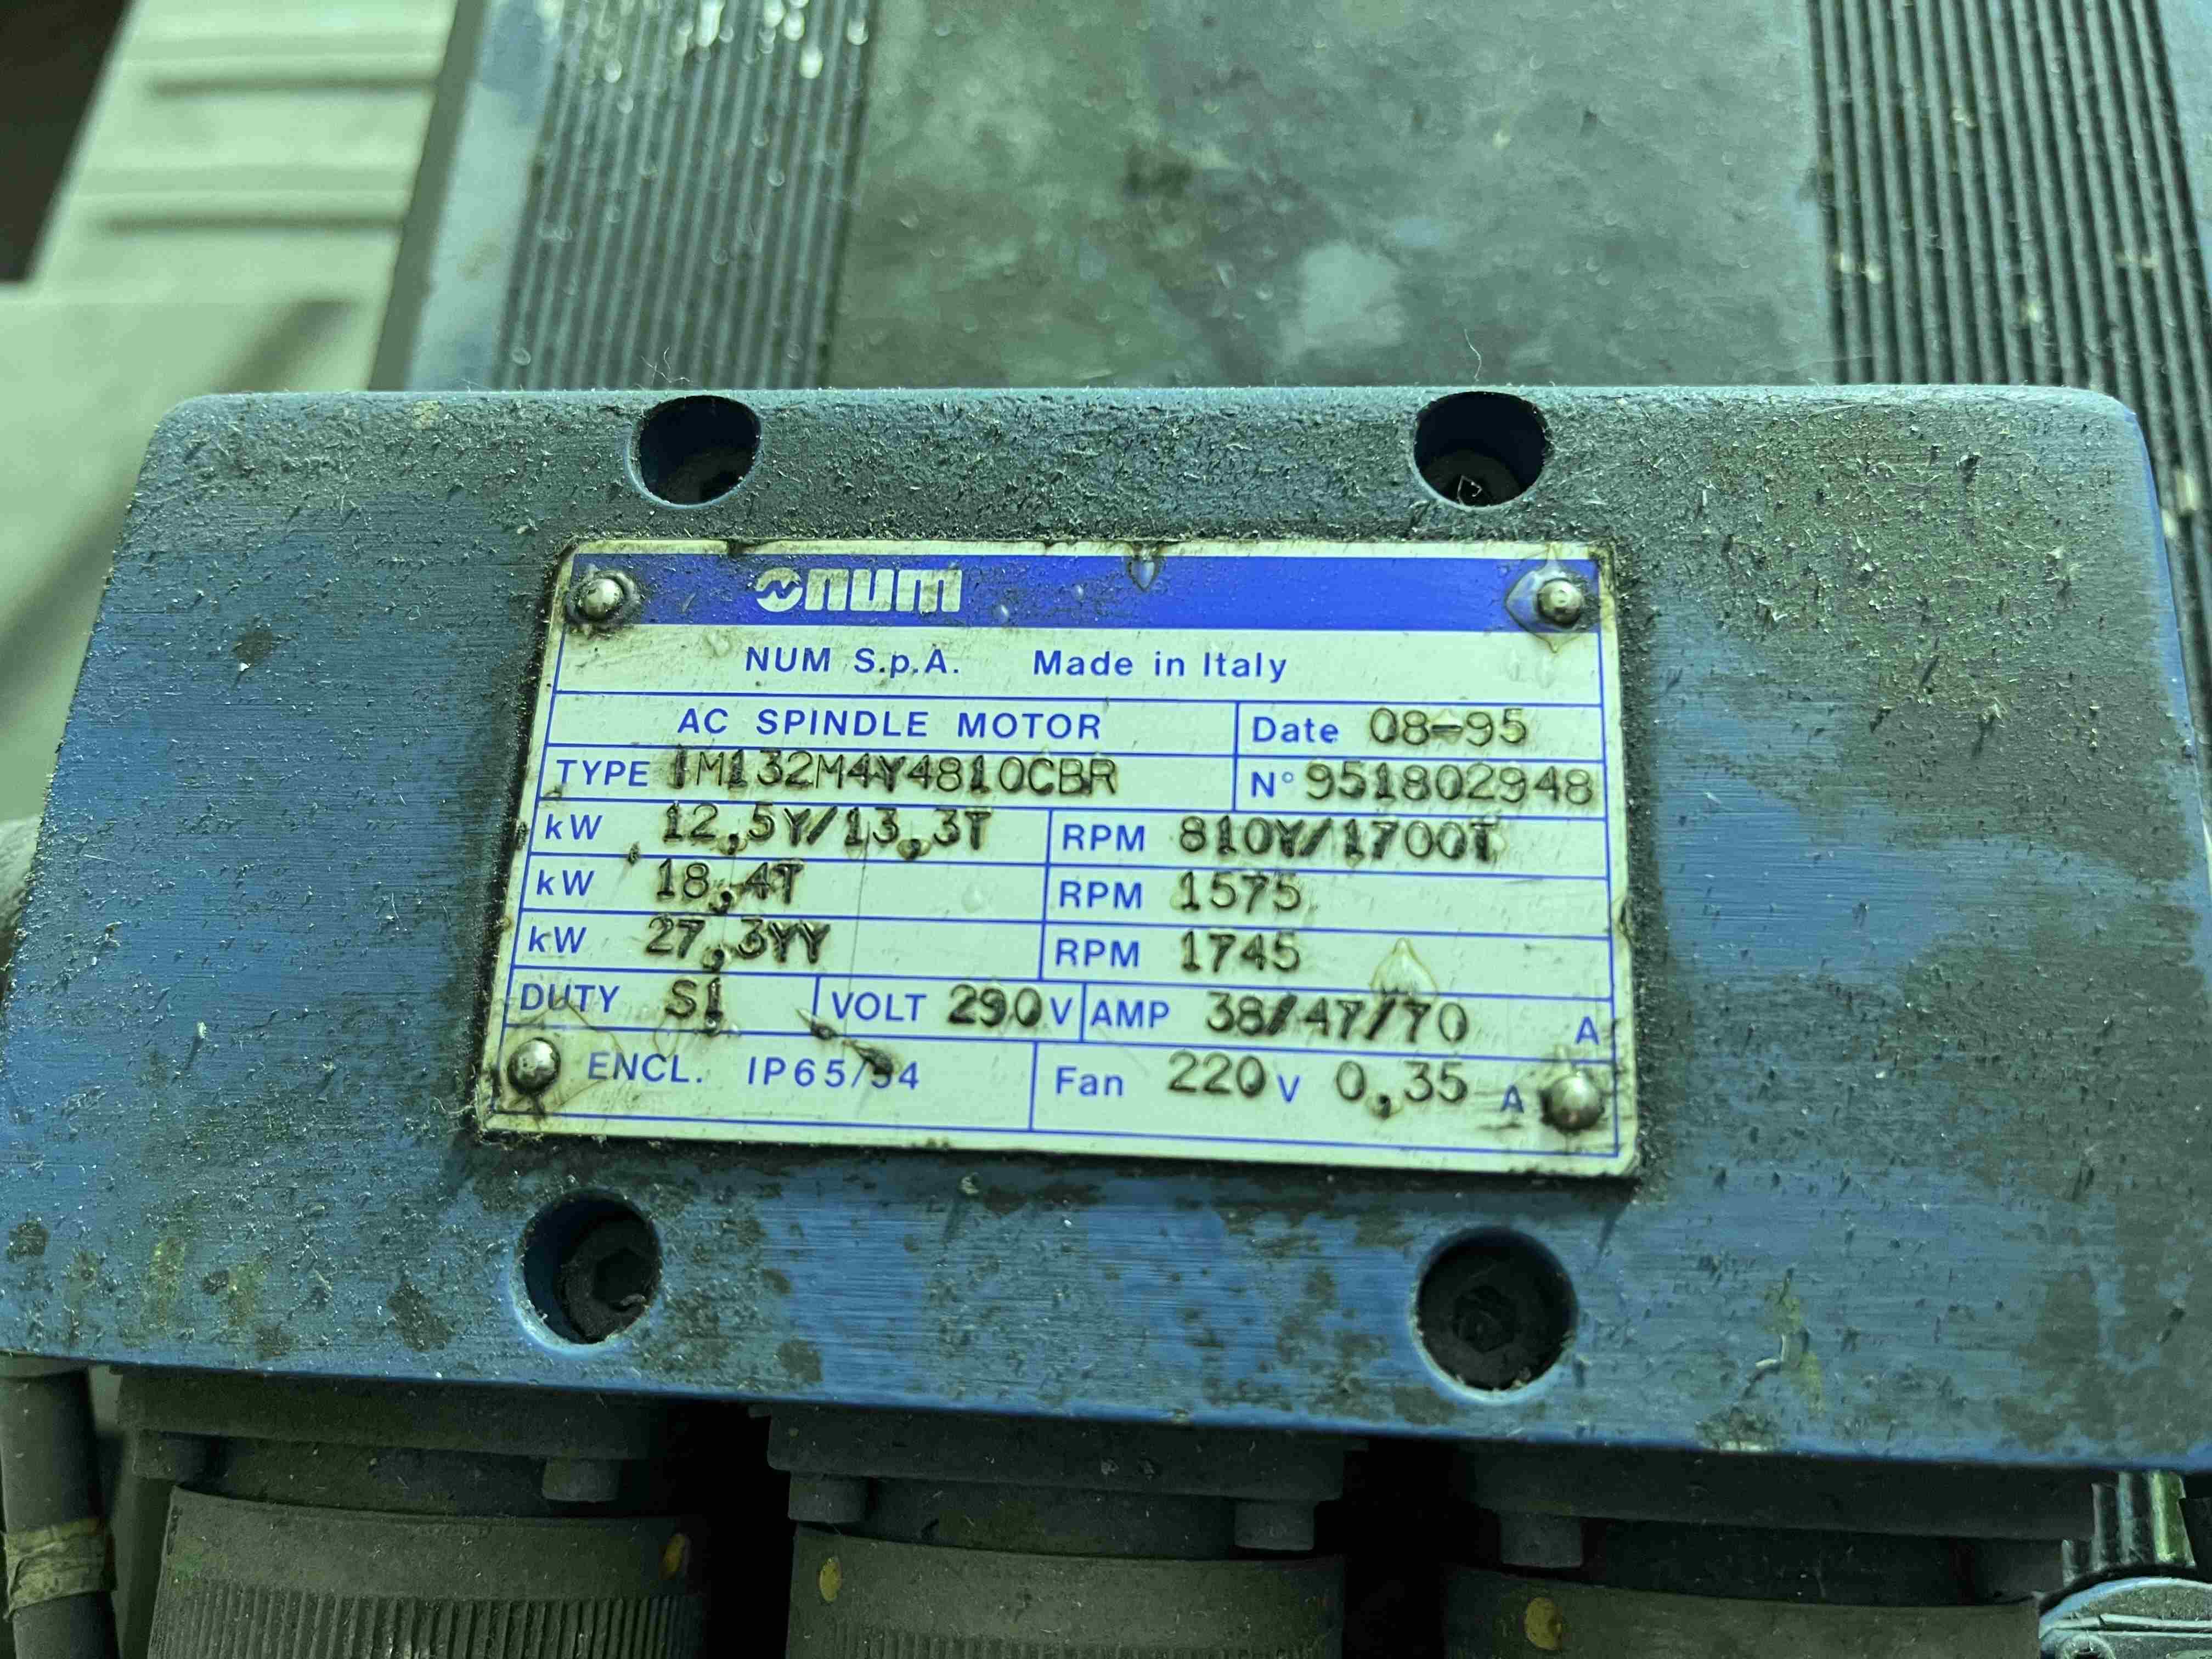 num
NUM S.p.A. Made in Italy
AC SPINDLE MOTOR Date 08-95
TYPE IM132M4Y4810CBR N° 951802948
kW 12,5Y/13,3T RPM 810Y/1700T
kW 18,4T RPM 1575
kW 27,3YY RPM 1745
DUTY S1 VOLT 290 V AMP 38/47/70 A
ENCL. IP65/54 Fan 220 V 0,35 A